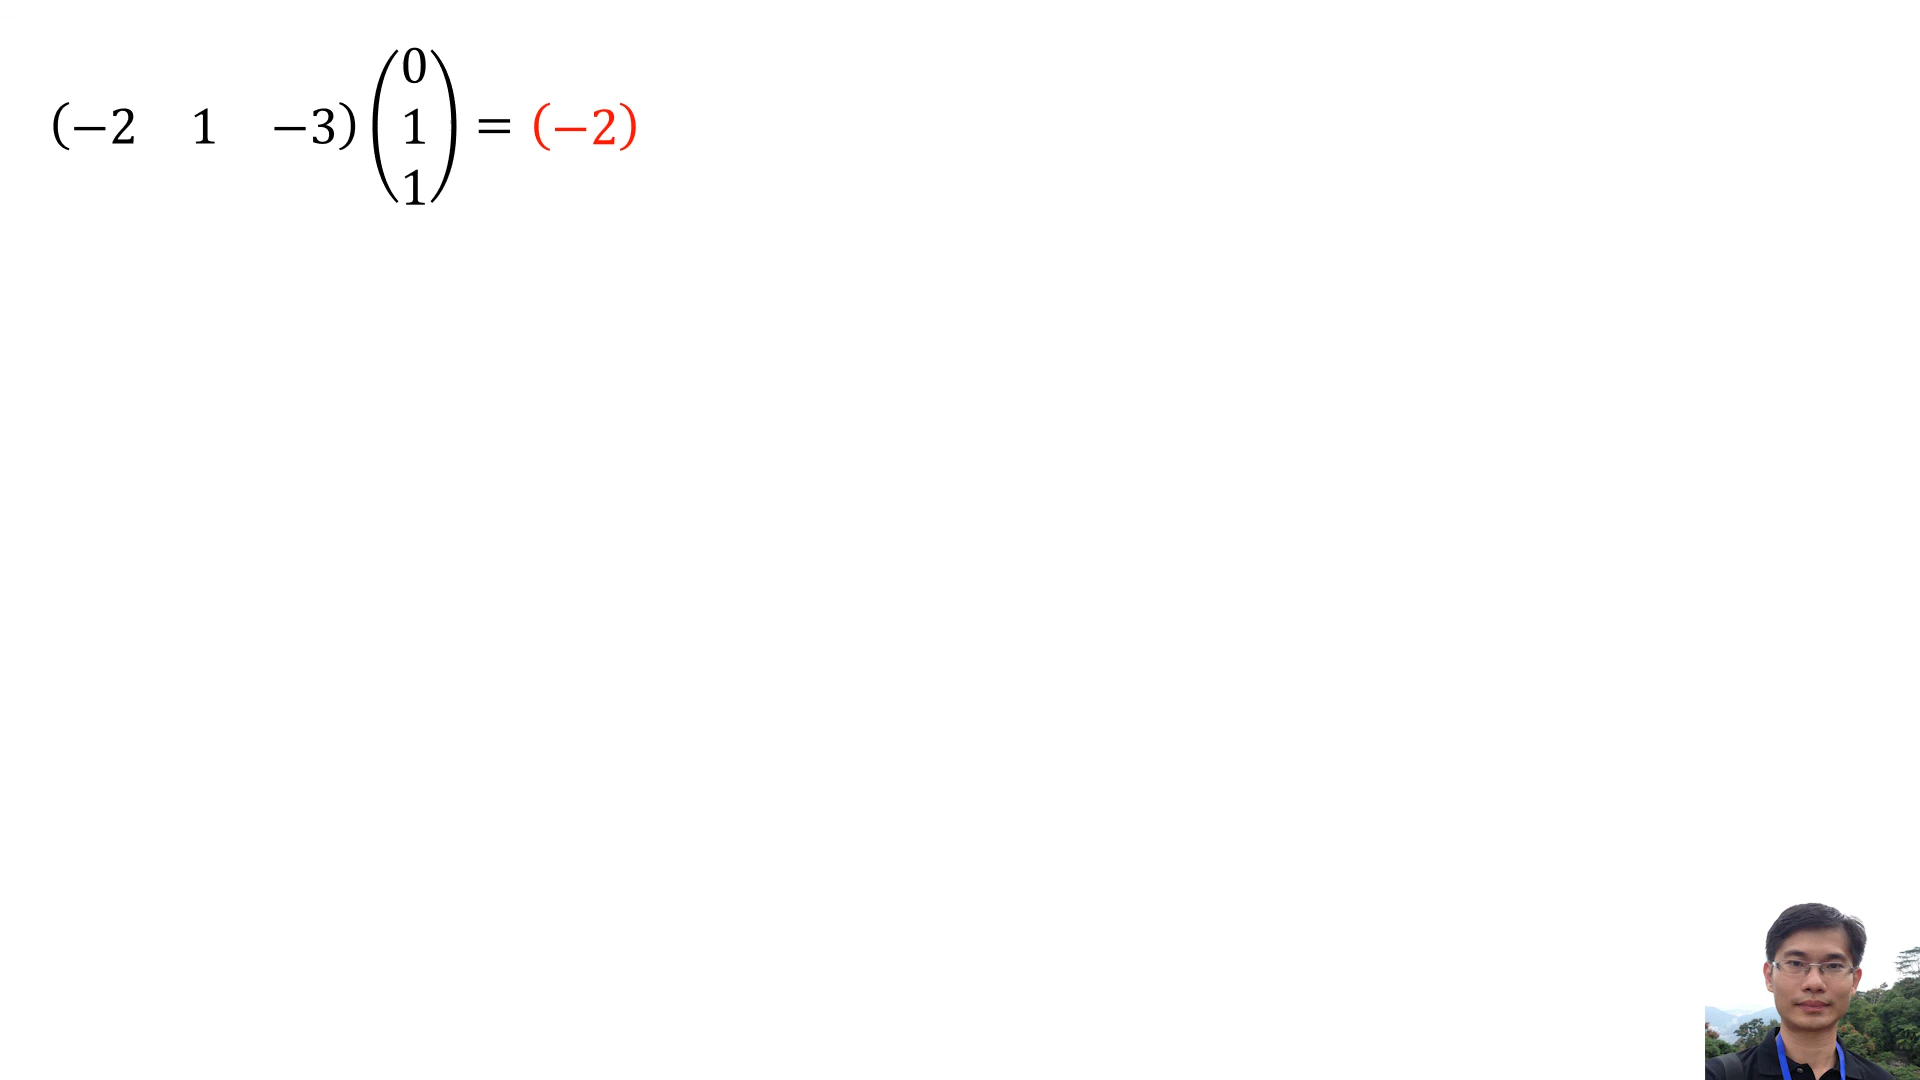 (−2 1 −3) (0 1 1) = (−2)